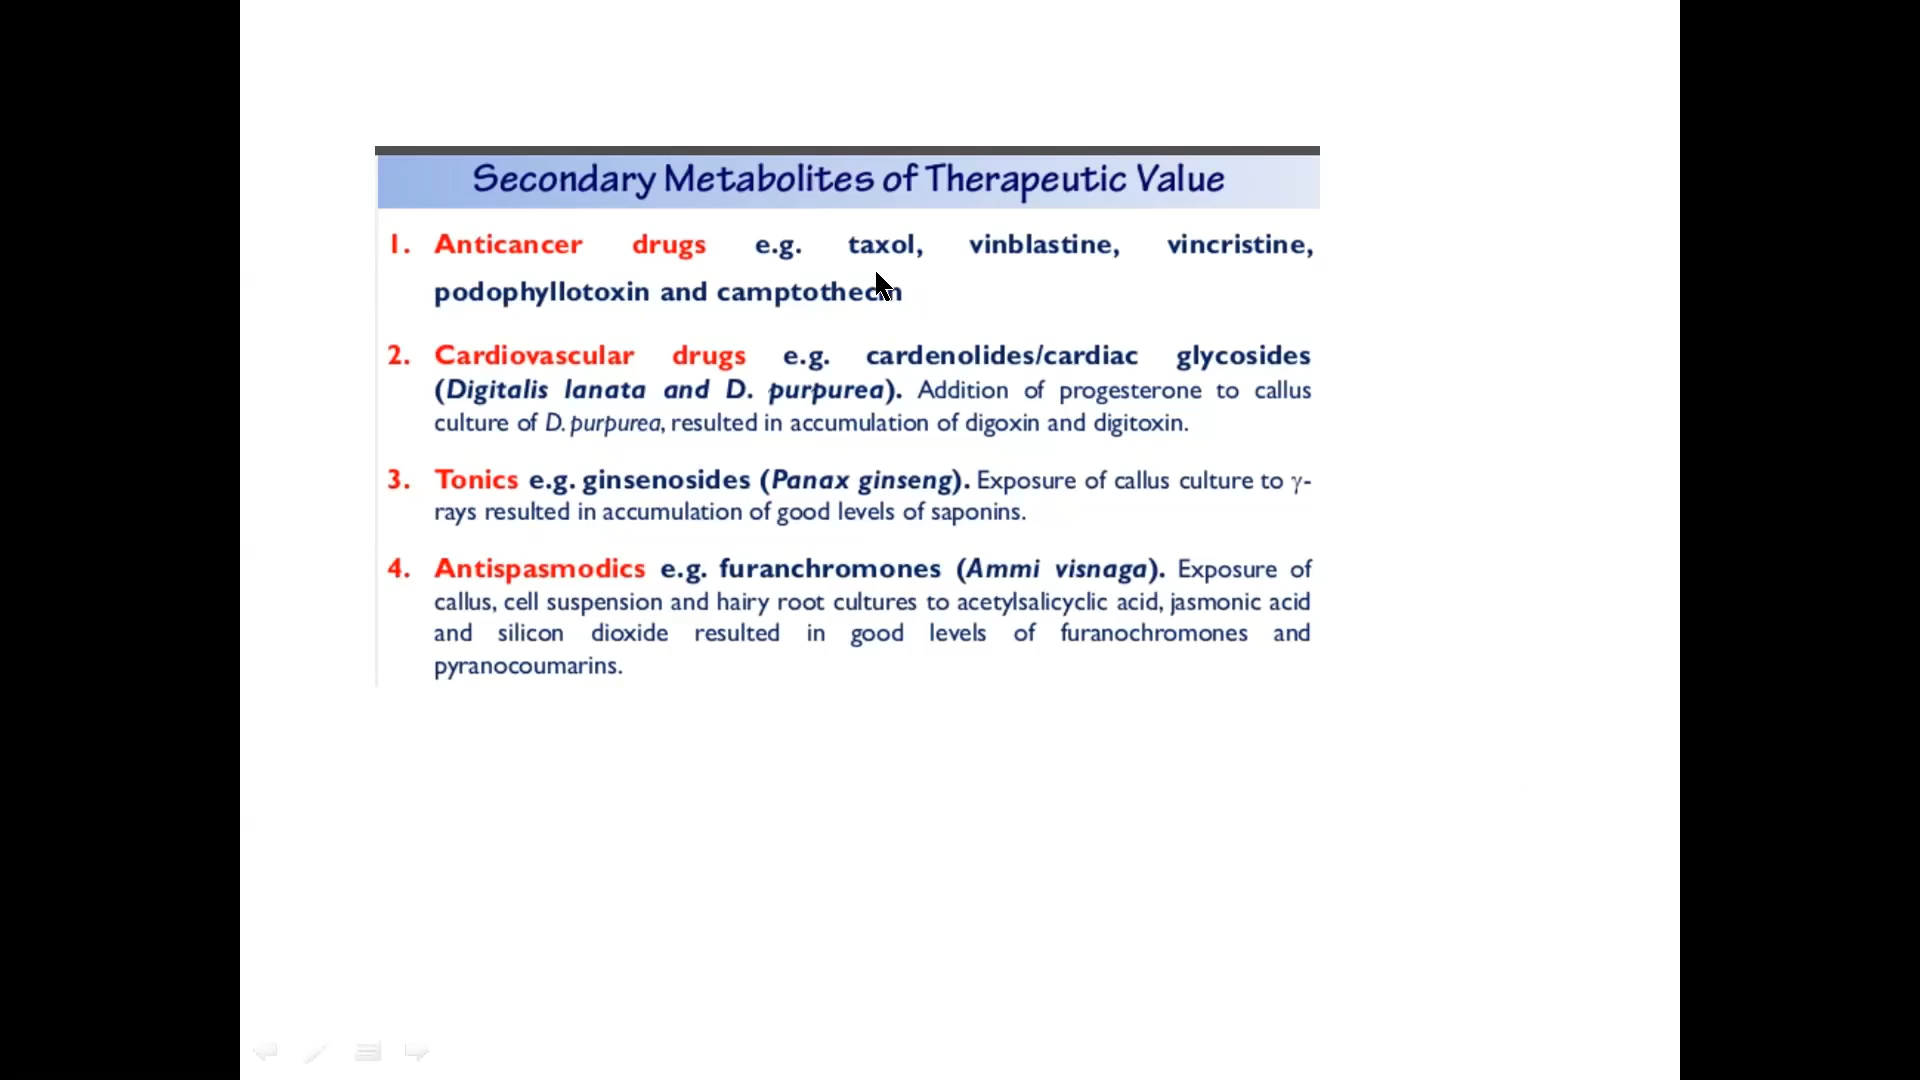 Secondary Metabolites of Therapeutic Value
1. Anticancer drugs e.g. taxol, vinblastine, vincristine,
podophyllotoxin and camptothecin
2. Cardiovascular drugs e.g. cardenolides/cardiac glycosides
(Digitalis lanata and D. purpurea). Addition of progesterone to callus
culture of D. purpurea, resulted in accumulation of digoxin and digitoxin.
3. Tonics e.g. ginsenosides (Panax ginseng). Exposure of callus culture to γ-
rays resulted in accumulation of good levels of saponins.
4. Antispasmodics e.g. furanchromones (Ammi visnaga). Exposure of
callus, cell suspension and hairy root cultures to acetylsalicyclic acid, jasmonic acid
and silicon dioxide resulted in good levels of furanochromones and
pyranocoumarins.